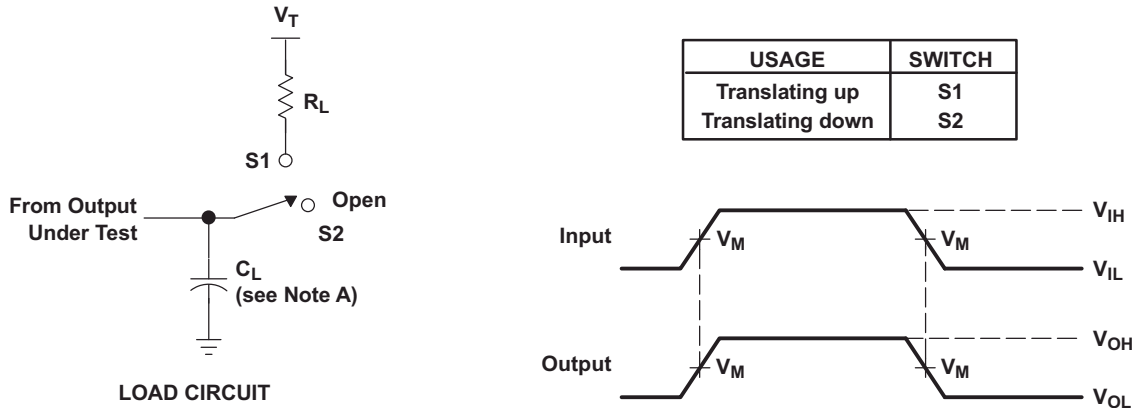 V_T
R_L
S1
From Output
Under Test
Open
S2
C_L
(see Note A)
LOAD CIRCUIT
USAGE SWITCH
Translating up S1
Translating down S2
Input
V_M V_M
V_IH
V_IL
Output
V_M V_M
V_OH
V_OL